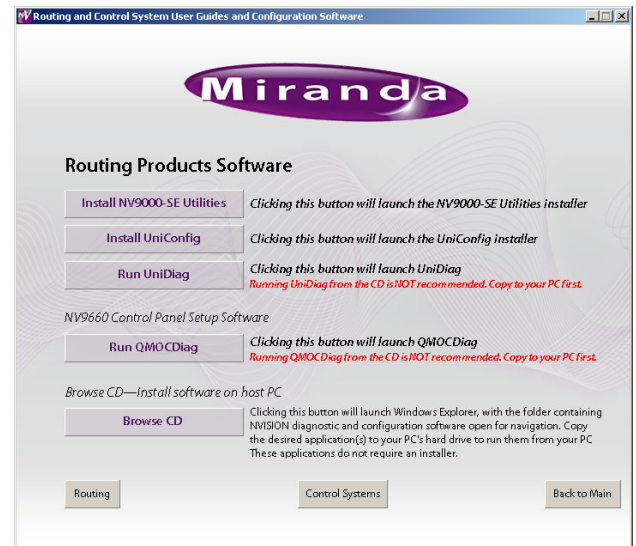 Routing and Control System User Guides and Configuration Software
Miranda
Routing Products Software
Install NV9000-SE Utilities
Clicking this button will launch the NV9000-SE Utilities installer
Install UniConfig
Clicking this button will launch the UniConfig installer
Run UniDiag
Clicking this button will launch UniDiag
Running UniDiag from the CD is NOT recommended. Copy to your PC first.
NV9660 Control Panel Setup Software
Run QMOCDiag
Clicking this button will launch QMOCDiag
Running QMOCDiag from the CD is NOT recommended. Copy to your PC first.
Browse CD—Install software on host PC
Browse CD
Clicking this button will launch Windows Explorer, with the folder containing
NVISION diagnostic and configuration software open for navigation. Copy
the desired application(s) to your PC's hard drive to run them from your PC
These applications do not require an installer.
Routing
Control Systems
Back to Main